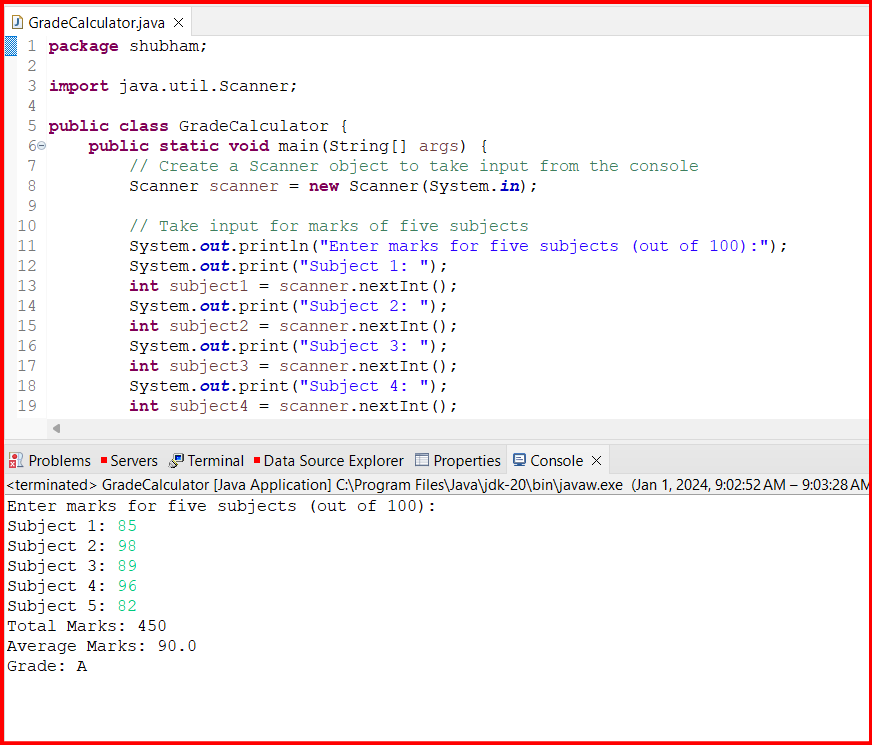 GradeCalculator.java
1 package shubham;
2
3 import java.util.Scanner;
4
5 public class GradeCalculator {
6 public static void main(String[] args) {
7 // Create a Scanner object to take input from the console
8 Scanner scanner = new Scanner(System.in);
9
10 // Take input for marks of five subjects
11 System.out.println("Enter marks for five subjects (out of 100):");
12 System.out.print("Subject 1: ");
13 int subject1 = scanner.nextInt();
14 System.out.print("Subject 2: ");
15 int subject2 = scanner.nextInt();
16 System.out.print("Subject 3: ");
17 int subject3 = scanner.nextInt();
18 System.out.print("Subject 4: ");
19 int subject4 = scanner.nextInt();
Problems Servers Terminal Data Source Explorer Properties Console
<terminated> GradeCalculator [Java Application] C:\Program Files\Java\jdk-20\bin\javaw.exe (Jan 1, 2024, 9:02:52 AM – 9:03:28 AM
Enter marks for five subjects (out of 100):
Subject 1: 85
Subject 2: 98
Subject 3: 89
Subject 4: 96
Subject 5: 82
Total Marks: 450
Average Marks: 90.0
Grade: A